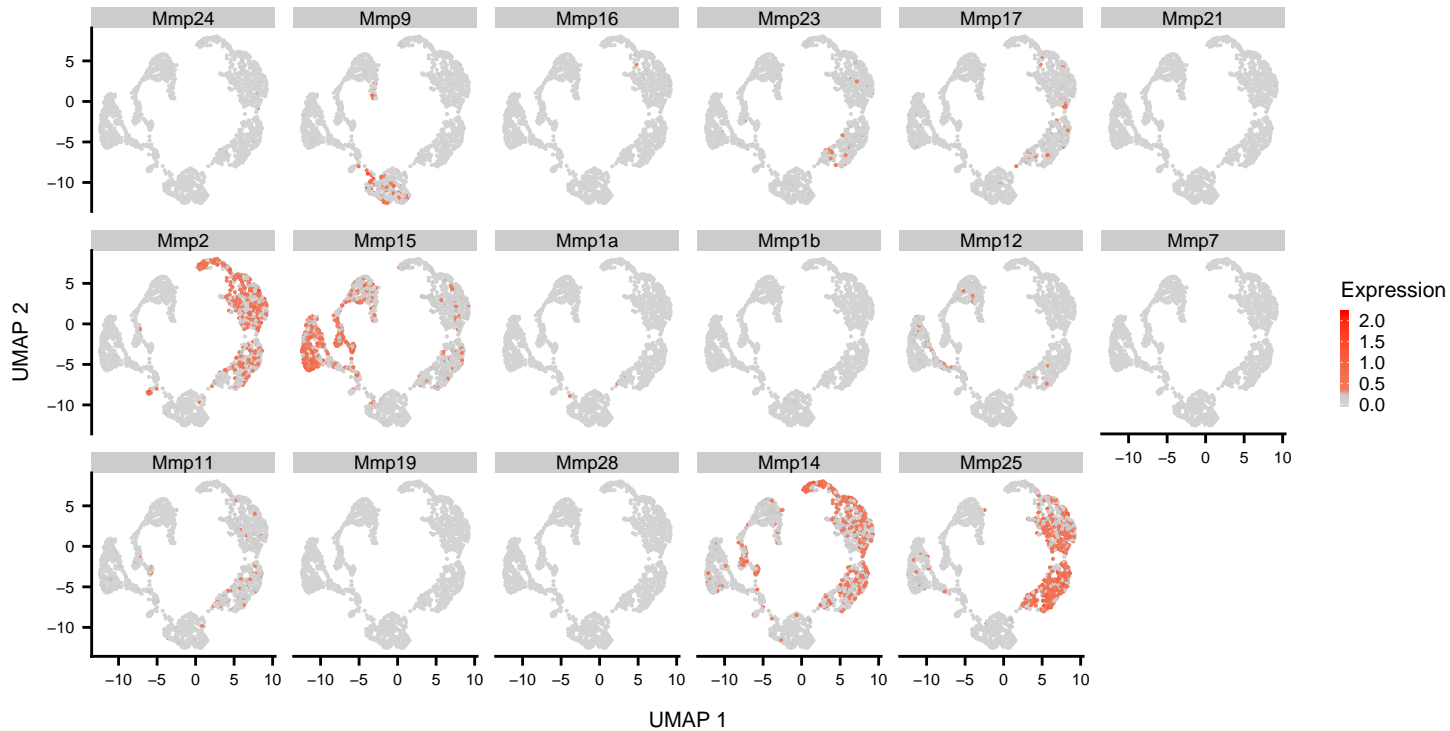 Mmp24 Mmp9 Mmp16 Mmp23 Mmp17 Mmp21
5
0
−5
−10
Mmp2 Mmp15 Mmp1a Mmp1b Mmp12 Mmp7
5
0
−5
−10
−10 −5 0 5 10
Mmp11 Mmp19 Mmp28 Mmp14 Mmp25
5
0
−5
−10
−10 −5 0 5 10 −10 −5 0 5 10 −10 −5 0 5 10 −10 −5 0 5 10 −10 −5 0 5 10
UMAP 1
UMAP 2
Expression
2.0
1.5
1.0
0.5
0.0